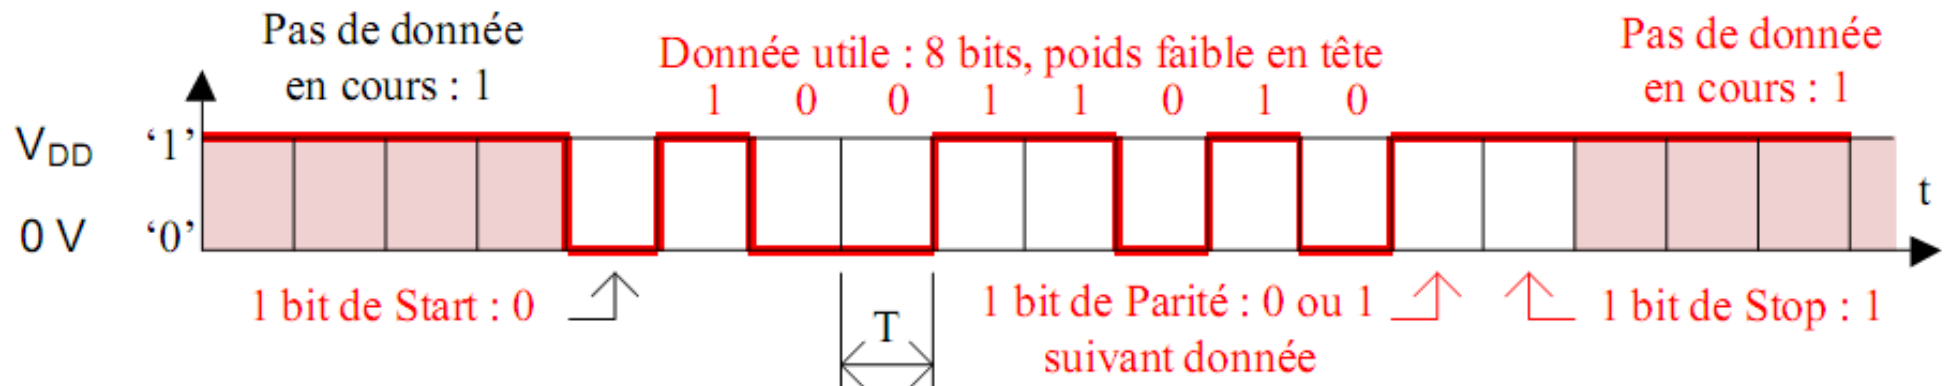 Pas de donnée
en cours : 1
Donnée utile : 8 bits, poids faible en tête
1 0 0 1 1 0 1 0
Pas de donnée
en cours : 1
VDD ‘1’
0 V ‘0’
t
1 bit de Start : 0
T
1 bit de Parité : 0 ou 1
suivant donnée
1 bit de Stop : 1